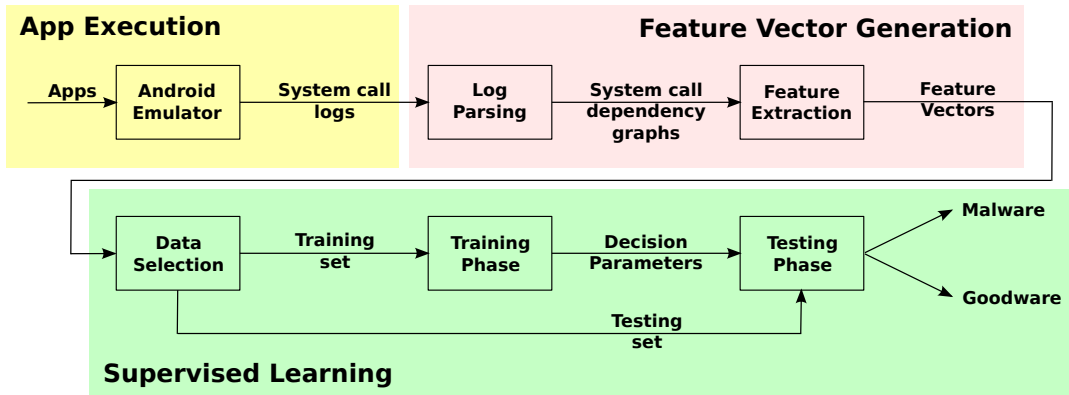 App Execution
Feature Vector Generation
Apps
Android
Emulator
System call
logs
Log
Parsing
System call
dependency
graphs
Feature
Extraction
Feature
Vectors
Data
Selection
Training
set
Training
Phase
Decision
Parameters
Testing
Phase
Malware
Goodware
Testing
set
Supervised Learning